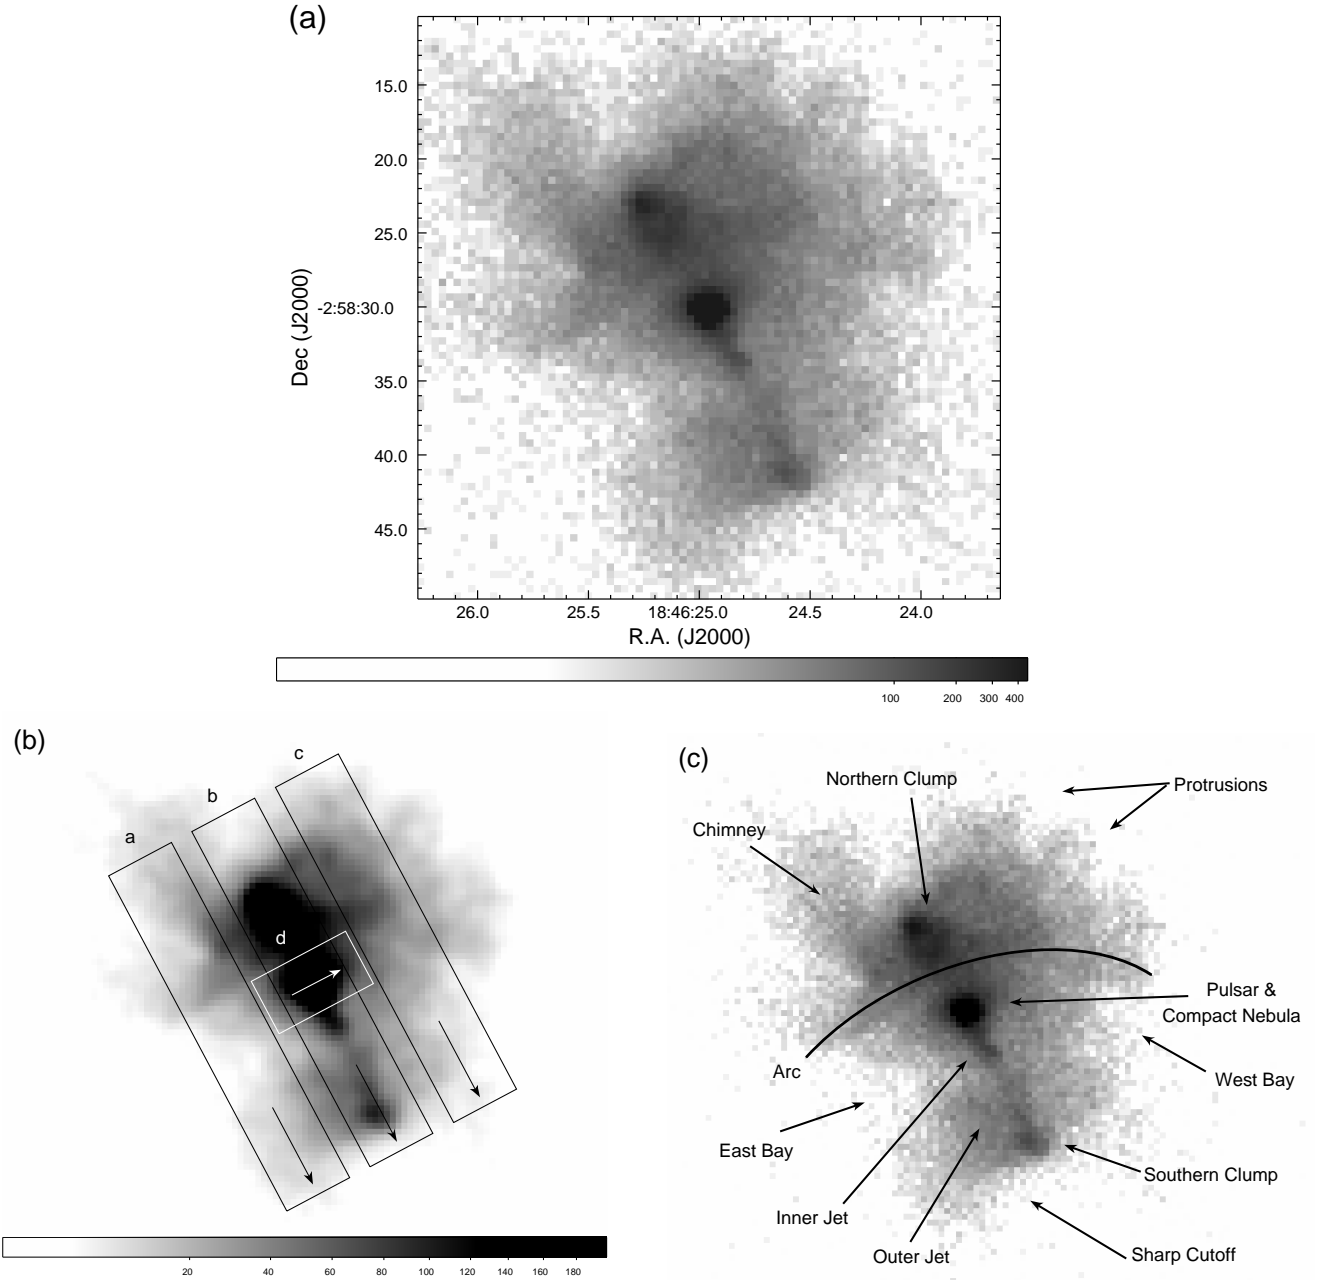 (a)
15.0
20.0
25.0
-2:58:30.0
35.0
40.0
45.0
Dec (J2000)
26.0 25.5 18:46:25.0 24.5 24.0
R.A. (J2000)
100 200 300 400
(b)
a
b
c
d
20 40 60 80 100 120 140 160 180
(c)
Northern Clump
Protrusions
Chimney
Pulsar &
Compact Nebula
Arc
West Bay
East Bay
Southern Clump
Inner Jet
Outer Jet
Sharp Cutoff